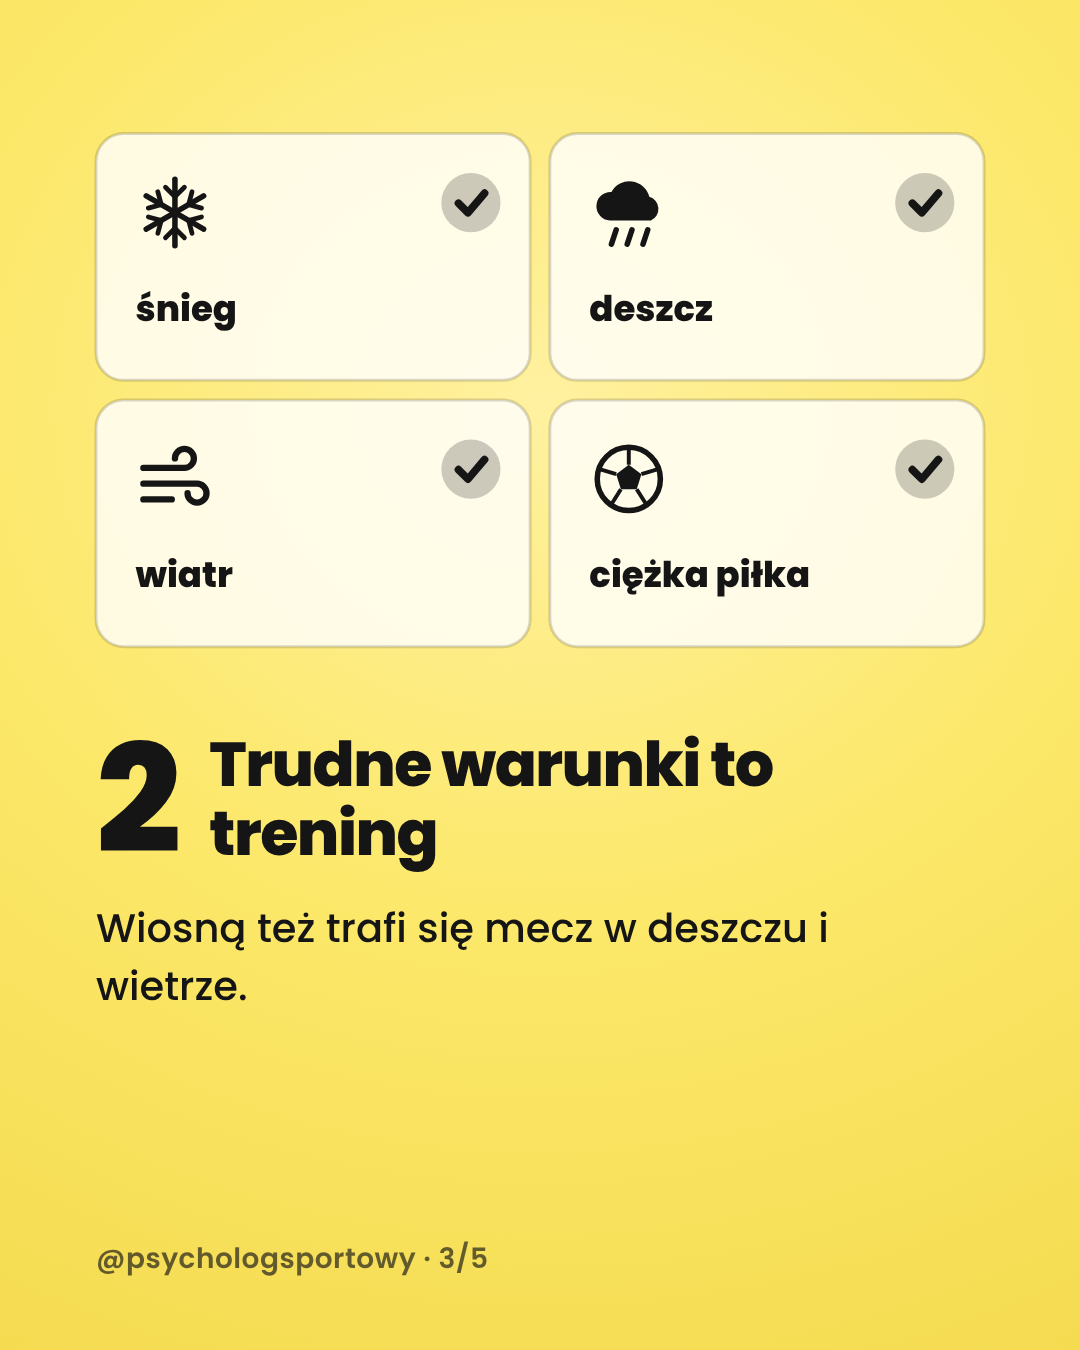 śnieg
deszcz
wiatr
ciężka piłka
2
Trudne warunki to
trening
Wiosną też trafi się mecz w deszczu i
wietrze.
@psychologsportowy · 3/5